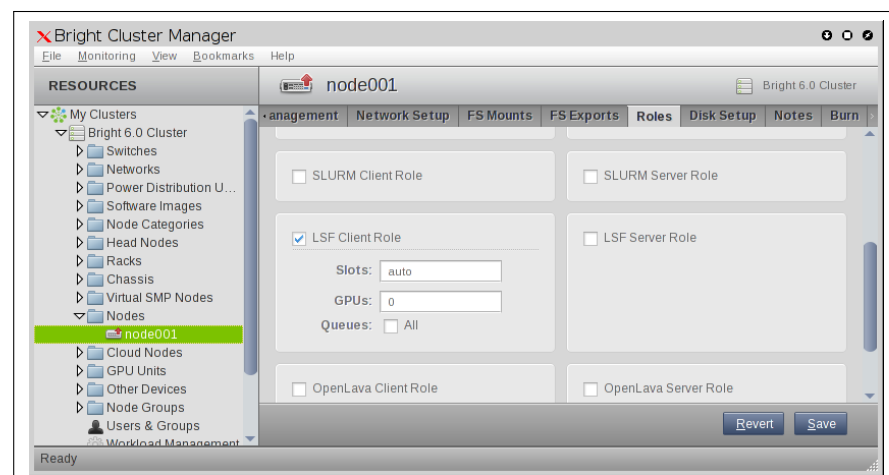 Bright Cluster Manager
File Monitoring View Bookmarks Help
RESOURCES
node001
Bright 6.0 Cluster
My Clusters
Bright 6.0 Cluster
Switches
Networks
Power Distribution U...
Software Images
Node Categories
Head Nodes
Racks
Chassis
Virtual SMP Nodes
Nodes
node001
Cloud Nodes
GPU Units
Other Devices
Node Groups
Users & Groups
Workload Management
anagement Network Setup FS Mounts FS Exports Roles Disk Setup Notes Burn
SLURM Client Role
SLURM Server Role
LSF Client Role
LSF Server Role
Slots: auto
GPUs: 0
Queues: All
OpenLava Client Role
OpenLava Server Role
Revert Save
Ready